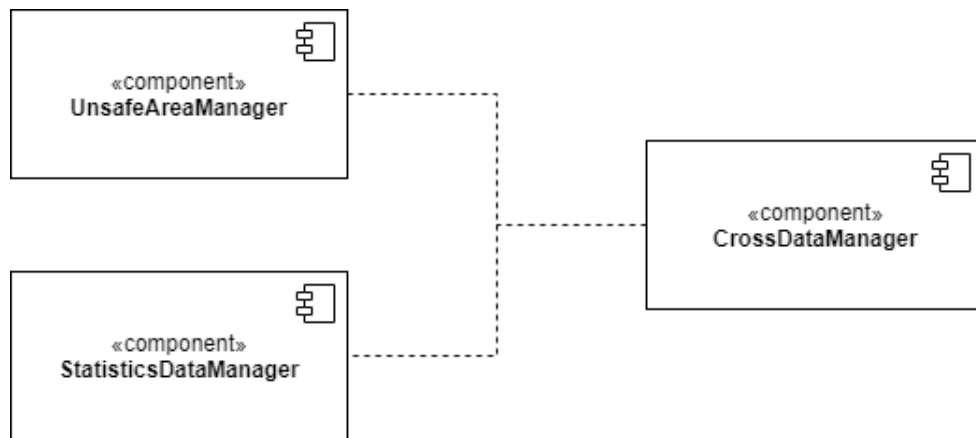 «component»
UnsafeAreaManager
«component»
CrossDataManager
«component»
StatisticsDataManager